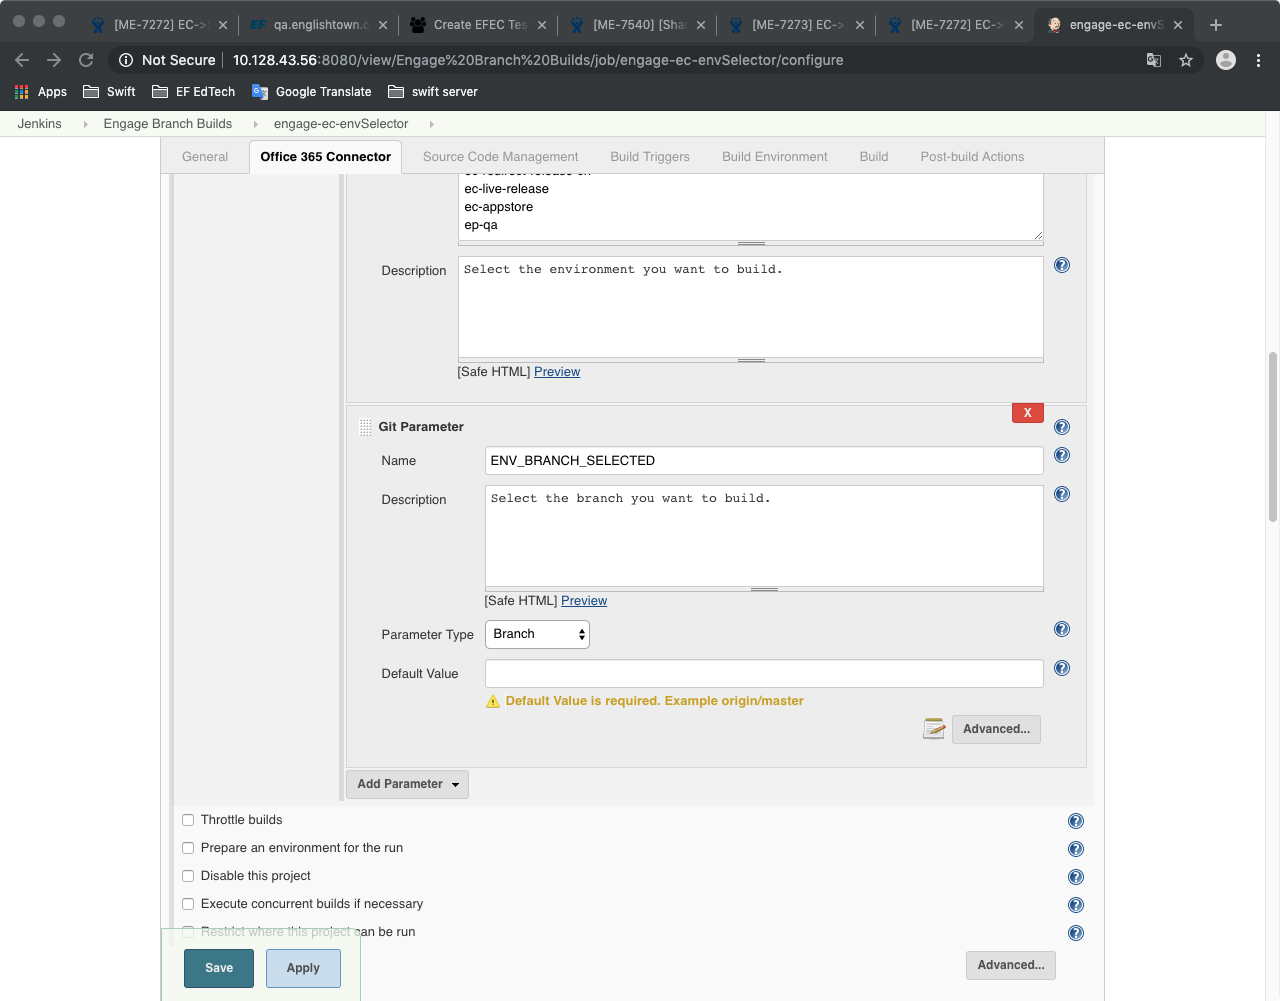 [ME-7272] EC->
qa.englishtown.c
Create EFEC Tes
[ME-7540] [Sha
[ME-7273] EC->
[ME-7272] EC->
engage-ec-envS
Not Secure | 10.128.43.56:8080/view/Engage%20Branch%20Builds/job/engage-ec-envSelector/configure
Apps Swift EF EdTech Google Translate swift server
Jenkins Engage Branch Builds engage-ec-envSelector
General Office 365 Connector Source Code Management Build Triggers Build Environment Build Post-build Actions
ec-live-release
ec-appstore
ep-qa
Description Select the environment you want to build.
[Safe HTML] Preview
X
Git Parameter
Name ENV_BRANCH_SELECTED
Description Select the branch you want to build.
[Safe HTML] Preview
Parameter Type Branch
Default Value
Default Value is required. Example origin/master
Advanced...
Add Parameter
Throttle builds
Prepare an environment for the run
Disable this project
Execute concurrent builds if necessary
Restrict where this project can be run
Save Apply Advanced...